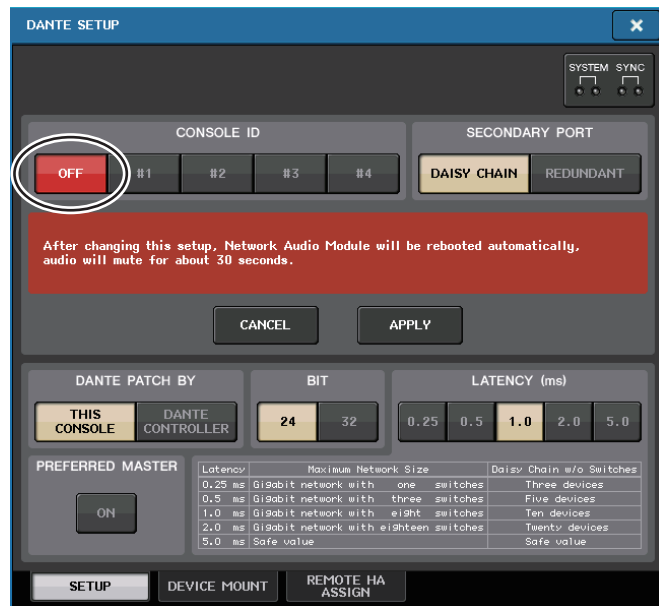 DANTE SETUP
SYSTEM SYNC
CONSOLE ID
SECONDARY PORT
OFF #1 #2 #3 #4
DAISY CHAIN REDUNDANT
After changing this setup, Network Audio Module will be rebooted automatically,
audio will mute for about 30 seconds.
CANCEL APPLY
DANTE PATCH BY
THIS
CONSOLE
DANTE
CONTROLLER
BIT
24 32
LATENCY (ms)
0.25 0.5 1.0 2.0 5.0
PREFERRED MASTER
ON
Latency Maximum Network Size Daisy Chain w/o Switches
0.25 ms Gigabit network with one switches Three devices
0.5 ms Gigabit network with three switches Five devices
1.0 ms Gigabit network with eight switches Ten devices
2.0 ms Gigabit network with eighteen switches Twenty devices
5.0 ms Safe value Safe value
SETUP
DEVICE MOUNT
REMOTE HA
ASSIGN